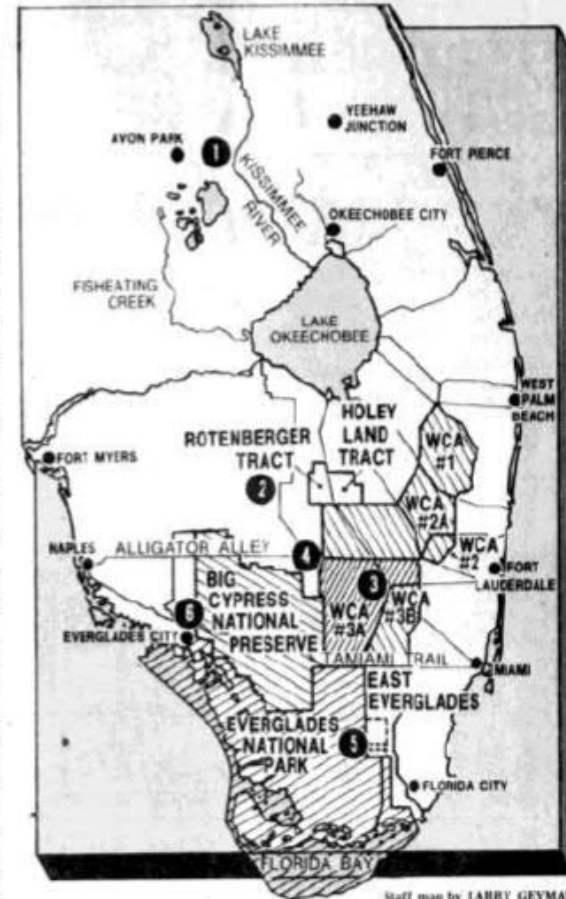 LAKE
KISSIMMEE
YEEHAW
JUNCTION
AVON PARK
1
FORT PIERCE
KISSIMMEE
RIVER
OKEECHOBEE CITY
FISHEATING
CREEK
LAKE
OKEECHOBEE
WEST
PALM
BEACH
HOLEY
LAND
TRACT
ROTENBERGER
TRACT
WCA
#1
FORT MYERS
2
WCA
#2A
WCA
#2
NAPLES
ALLIGATOR ALLEY
4
3
FORT
LAUDERDALE
BIG
CYPRESS
NATIONAL
PRESERVE
WCA
#3A
WCA
#3B
6
EVERGLADES CITY
TAMIAMI TRAIL
MIAMI
EAST
EVERGLADES
EVERGLADES
NATIONAL
PARK
5
FLORIDA CITY
FLORIDA BAY
Staff map by LARRY GEYMAN